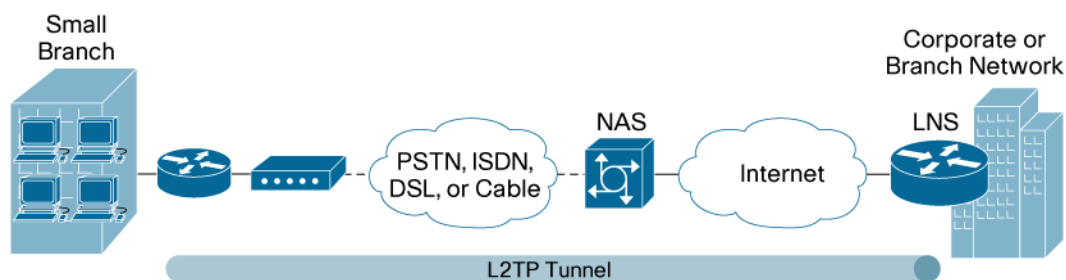 Small
Branch
PSTN, ISDN,
DSL, or Cable
NAS
Internet
LNS
Corporate or
Branch Network
L2TP Tunnel